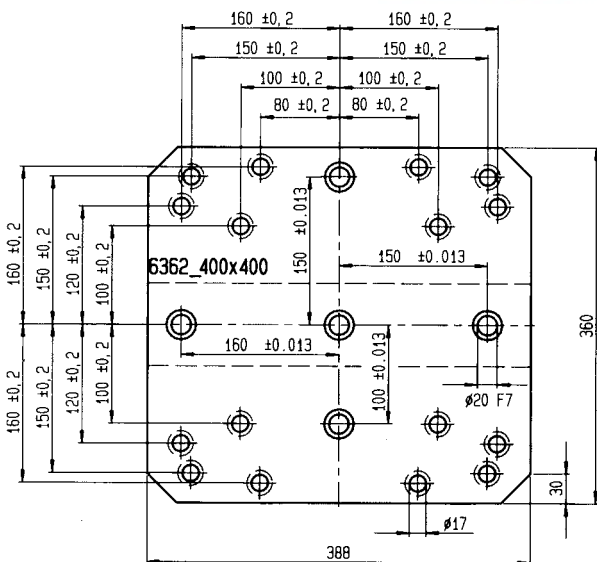 160 ±0,2 160 ±0,2
150 ±0,2 150 ±0,2
100 ±0,2 100 ±0,2
80 ±0,2 80 ±0,2
160 ±0,2
150 ±0,2
120 ±0,2
100 ±0,2
150 ±0.013
150 ±0.013
6362_400x400
160 ±0.013
100 ±0.013
160 ±0,2
150 ±0,2
120 ±0,2
100 ±0,2
360
ø20 F7
30
ø17
388